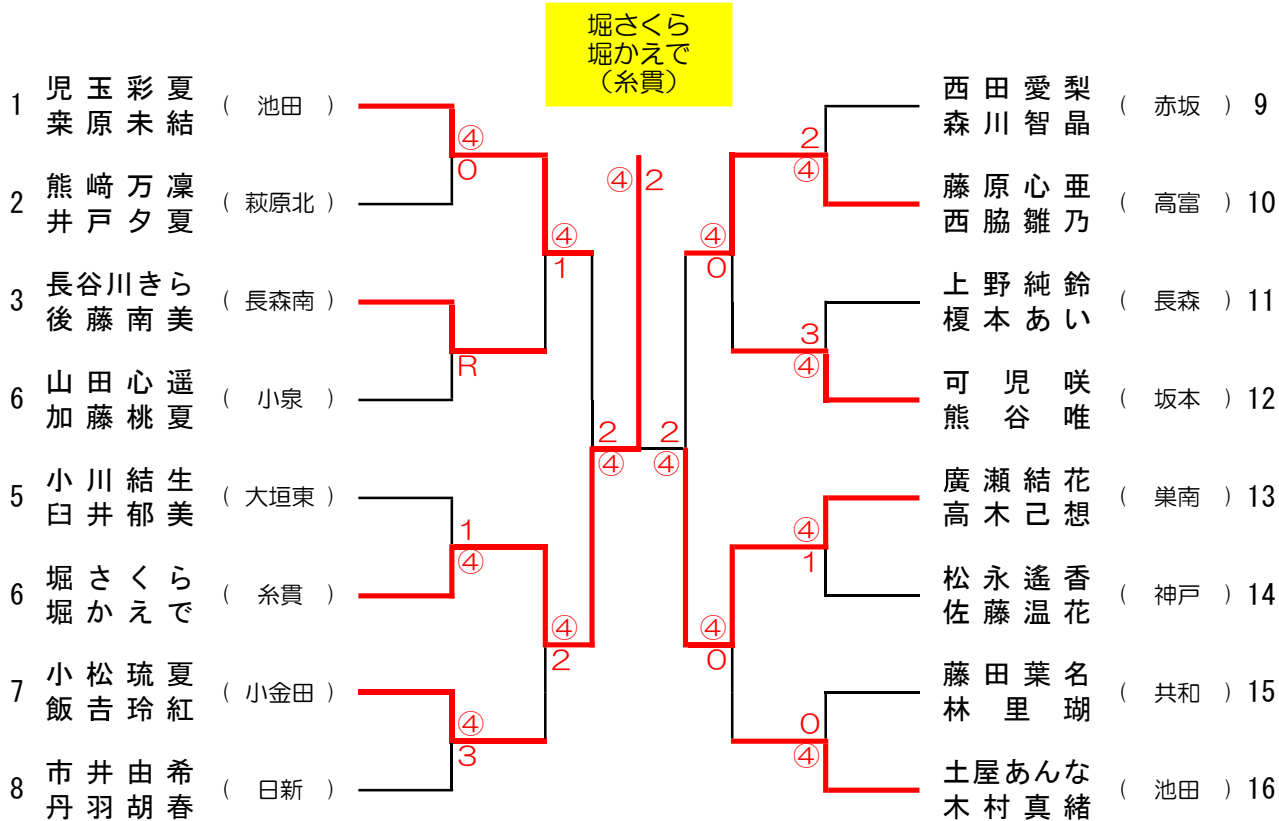 堀さくら
堀かえで
（糸貫）
1 児玉彩夏 ( 池田 )
桒原未結
2 熊﨑万凜 ( 萩原北 )
井戸夕夏
3 長谷川きら ( 長森南 )
後藤南美
6 山田心遥 ( 小泉 )
加藤桃夏
5 小川結生 ( 大垣東 )
臼井郁美
6 堀さくら ( 糸貫 )
堀かえで
7 小松琉夏 ( 小金田 )
飯𠮷玲紅
8 市井由希 ( 日新 )
丹羽胡春
④
0
R
1
④
④
3
④
1
④
2
2
④
④ 2
2
④
④
0
④
0
2
④
3
④
④
1
0
④
西田愛梨 ( 赤坂 ) 9
森川智晶
藤原心亜 ( 高富 ) 10
西脇雛乃
上野純鈴 ( 長森 ) 11
榎本あい
可児咲 ( 坂本 ) 12
熊谷唯
廣瀬結花 ( 巣南 ) 13
高木己想
松永遙香 ( 神戸 ) 14
佐藤温花
藤田葉名 ( 共和 ) 15
林里瑚
土屋あんな ( 池田 ) 16
木村真緒